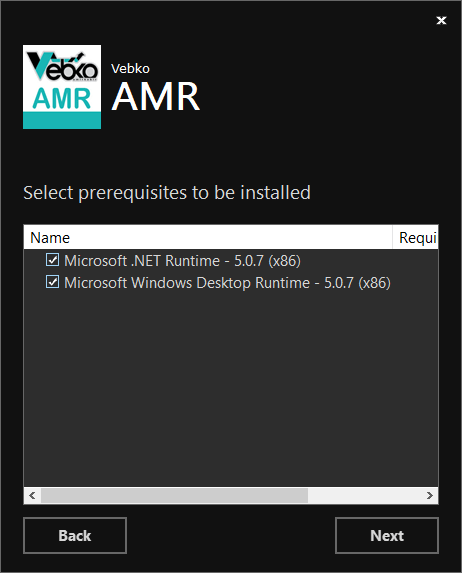 Vebko
AMR
Vebko
AMR
Select prerequisites to be installed
Name Requi
Microsoft .NET Runtime - 5.0.7 (x86)
Microsoft Windows Desktop Runtime - 5.0.7 (x86)
Back Next